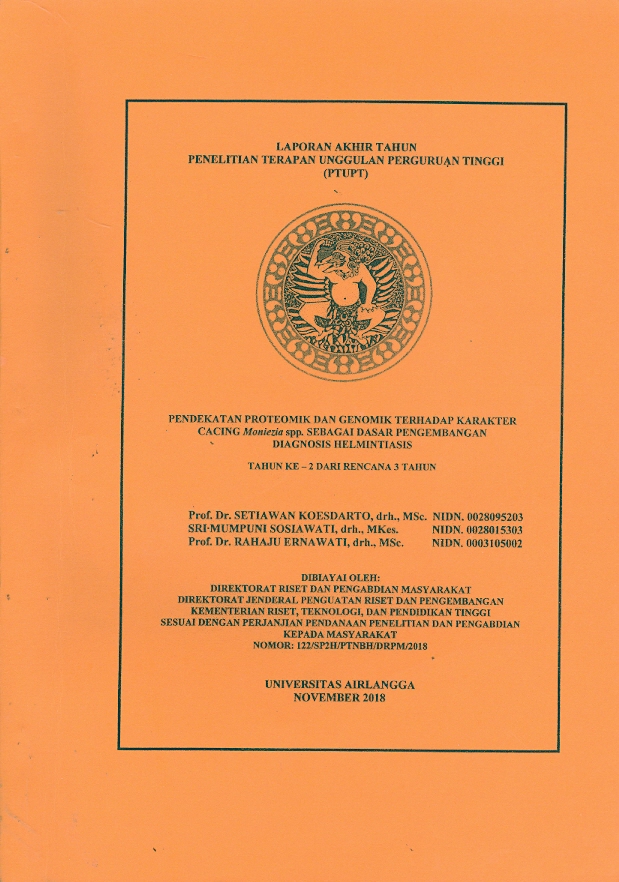 LAPORAN AKHIR TAHUN
PENELITIAN TERAPAN UNGGULAN PERGURUAN TINGGI
(PTUPT)
PENDEKATAN PROTEOMIK DAN GENOMIK TERHADAP KARAKTER
CACING Moniezia spp. SEBAGAI DASAR PENGEMBANGAN
DIAGNOSIS HELMINTIASIS
TAHUN KE – 2 DARI RENCANA 3 TAHUN
Prof. Dr. SETIAWAN KOESDARTO, drh., MSc. NIDN. 0028095203
SRI MUMPUNI SOSIAWATI, drh., MKes. NIDN. 0028015303
Prof. Dr. RAHAJU ERNAWATI, drh., MSc. NIDN. 0003105002
DIBIAYAI OLEH:
DIREKTORAT RISET DAN PENGABDIAN MASYARAKAT
DIREKTORAT JENDERAL PENGUATAN RISET DAN PENGEMBANGAN
KEMENTERIAN RISET, TEKNOLOGI, DAN PENDIDIKAN TINGGI
SESUAI DENGAN PERJANJIAN PENDANAAN PENELITIAN DAN PENGABDIAN
KEPADA MASYARAKAT
NOMOR: 122/SP2H/PTNBH/DRPM/2018
UNIVERSITAS AIRLANGGA
NOVEMBER 2018